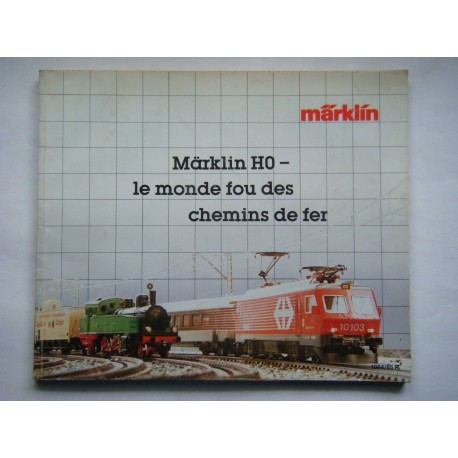 märklin
Märklin H0 –
le monde fou des
chemins de fer
10103